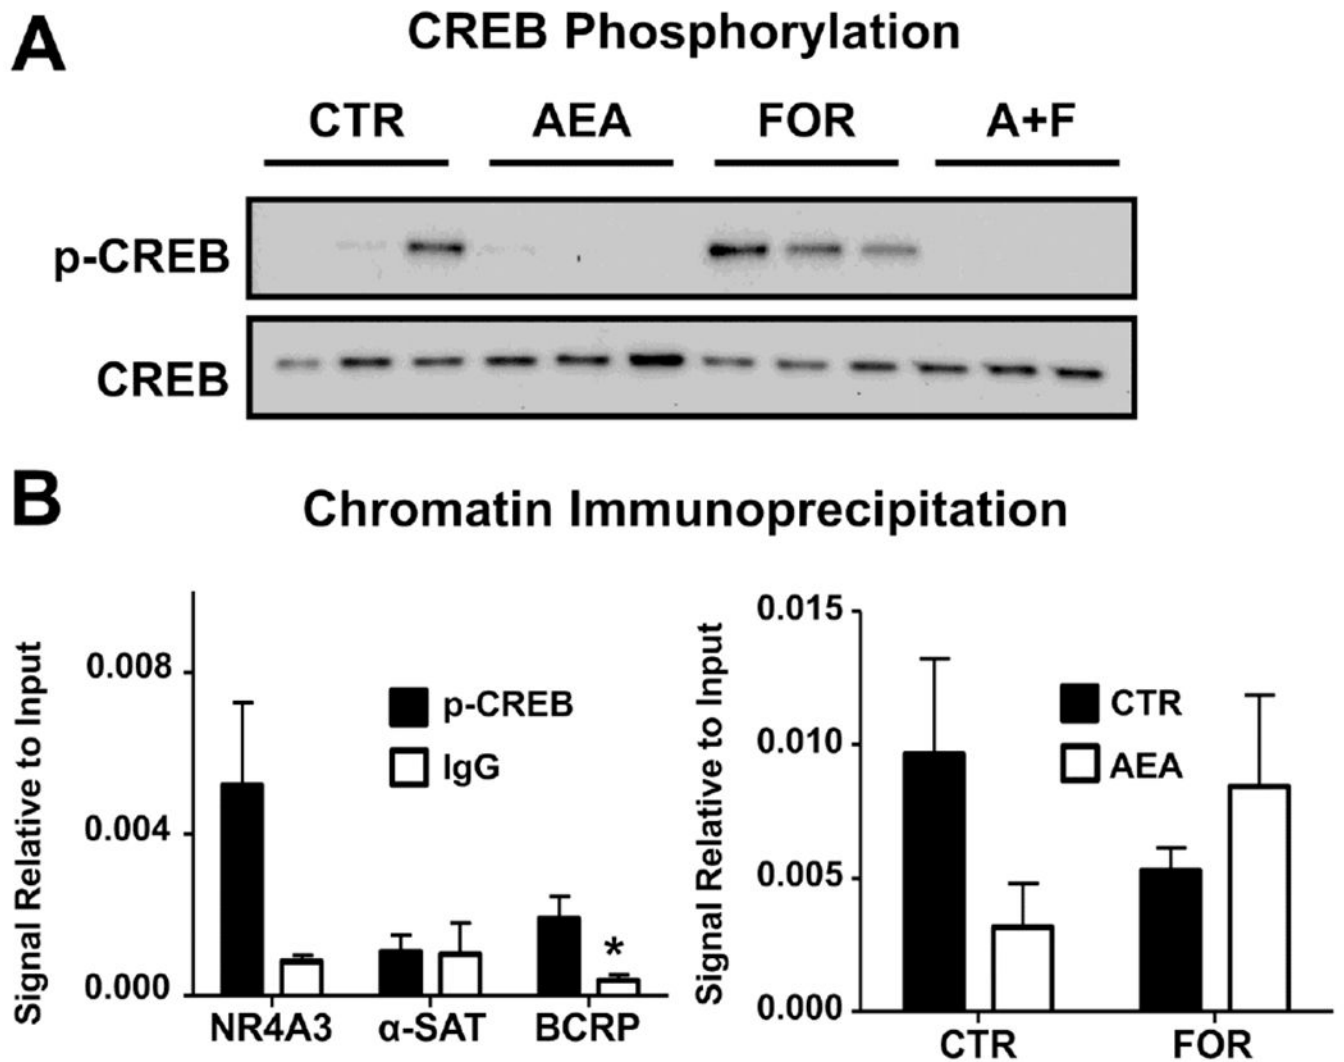 A
CREB Phosphorylation
CTR AEA FOR A+F
p-CREB
CREB
B
Chromatin Immunoprecipitation
Signal Relative to Input
0.008
0.004
0.000
p-CREB
IgG
*
NR4A3 α-SAT BCRP
Signal Relative to Input
0.015
0.010
0.005
0.000
CTR
AEA
CTR FOR